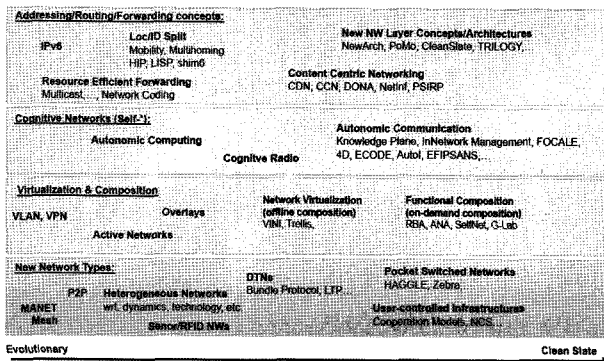 Addressing/Routing/Forwarding concepts:
IPv6
Loc/ID Split
Mobility, Multihoming
HIP, LISP, shim6
New NW Layer Concepts/Architectures
NewArch, PoMo, CleanSlate, TRILOGY,
Resource Efficient Forwarding
Multicast,..., Network Coding
Content Centric Networking
CDN, CCN, DONA, NetInf, PSIRP
Cognitive Networks (Self-*):
Autonomic Computing
Cognitve Radio
Autonomic Communication
Knowledge Plane, InNetwork Management, FOCALE,
4D, ECODE, AutoI, EFIPSANS,...
Virtualization & Composition
VLAN, VPN
Overlays
Active Networks
Network Virtualization
(offline composition)
VINI, Trellis,
Functional Composition
(on-demand composition)
RBA, ANA, SelfNet, G-Lab
New Network Types:
P2P
MANET
Mesh
Heterogeneous Networks
wrt. dynamics, technology, etc.
Senor/RFID NWs
DTNs
Bundle Protocol, LTP...
Pocket Switched Networks
HAGGLE, Zebra
User-controlled Infrastructures
Cooperation Models, NCS...
Evolutionary
Clean Slate